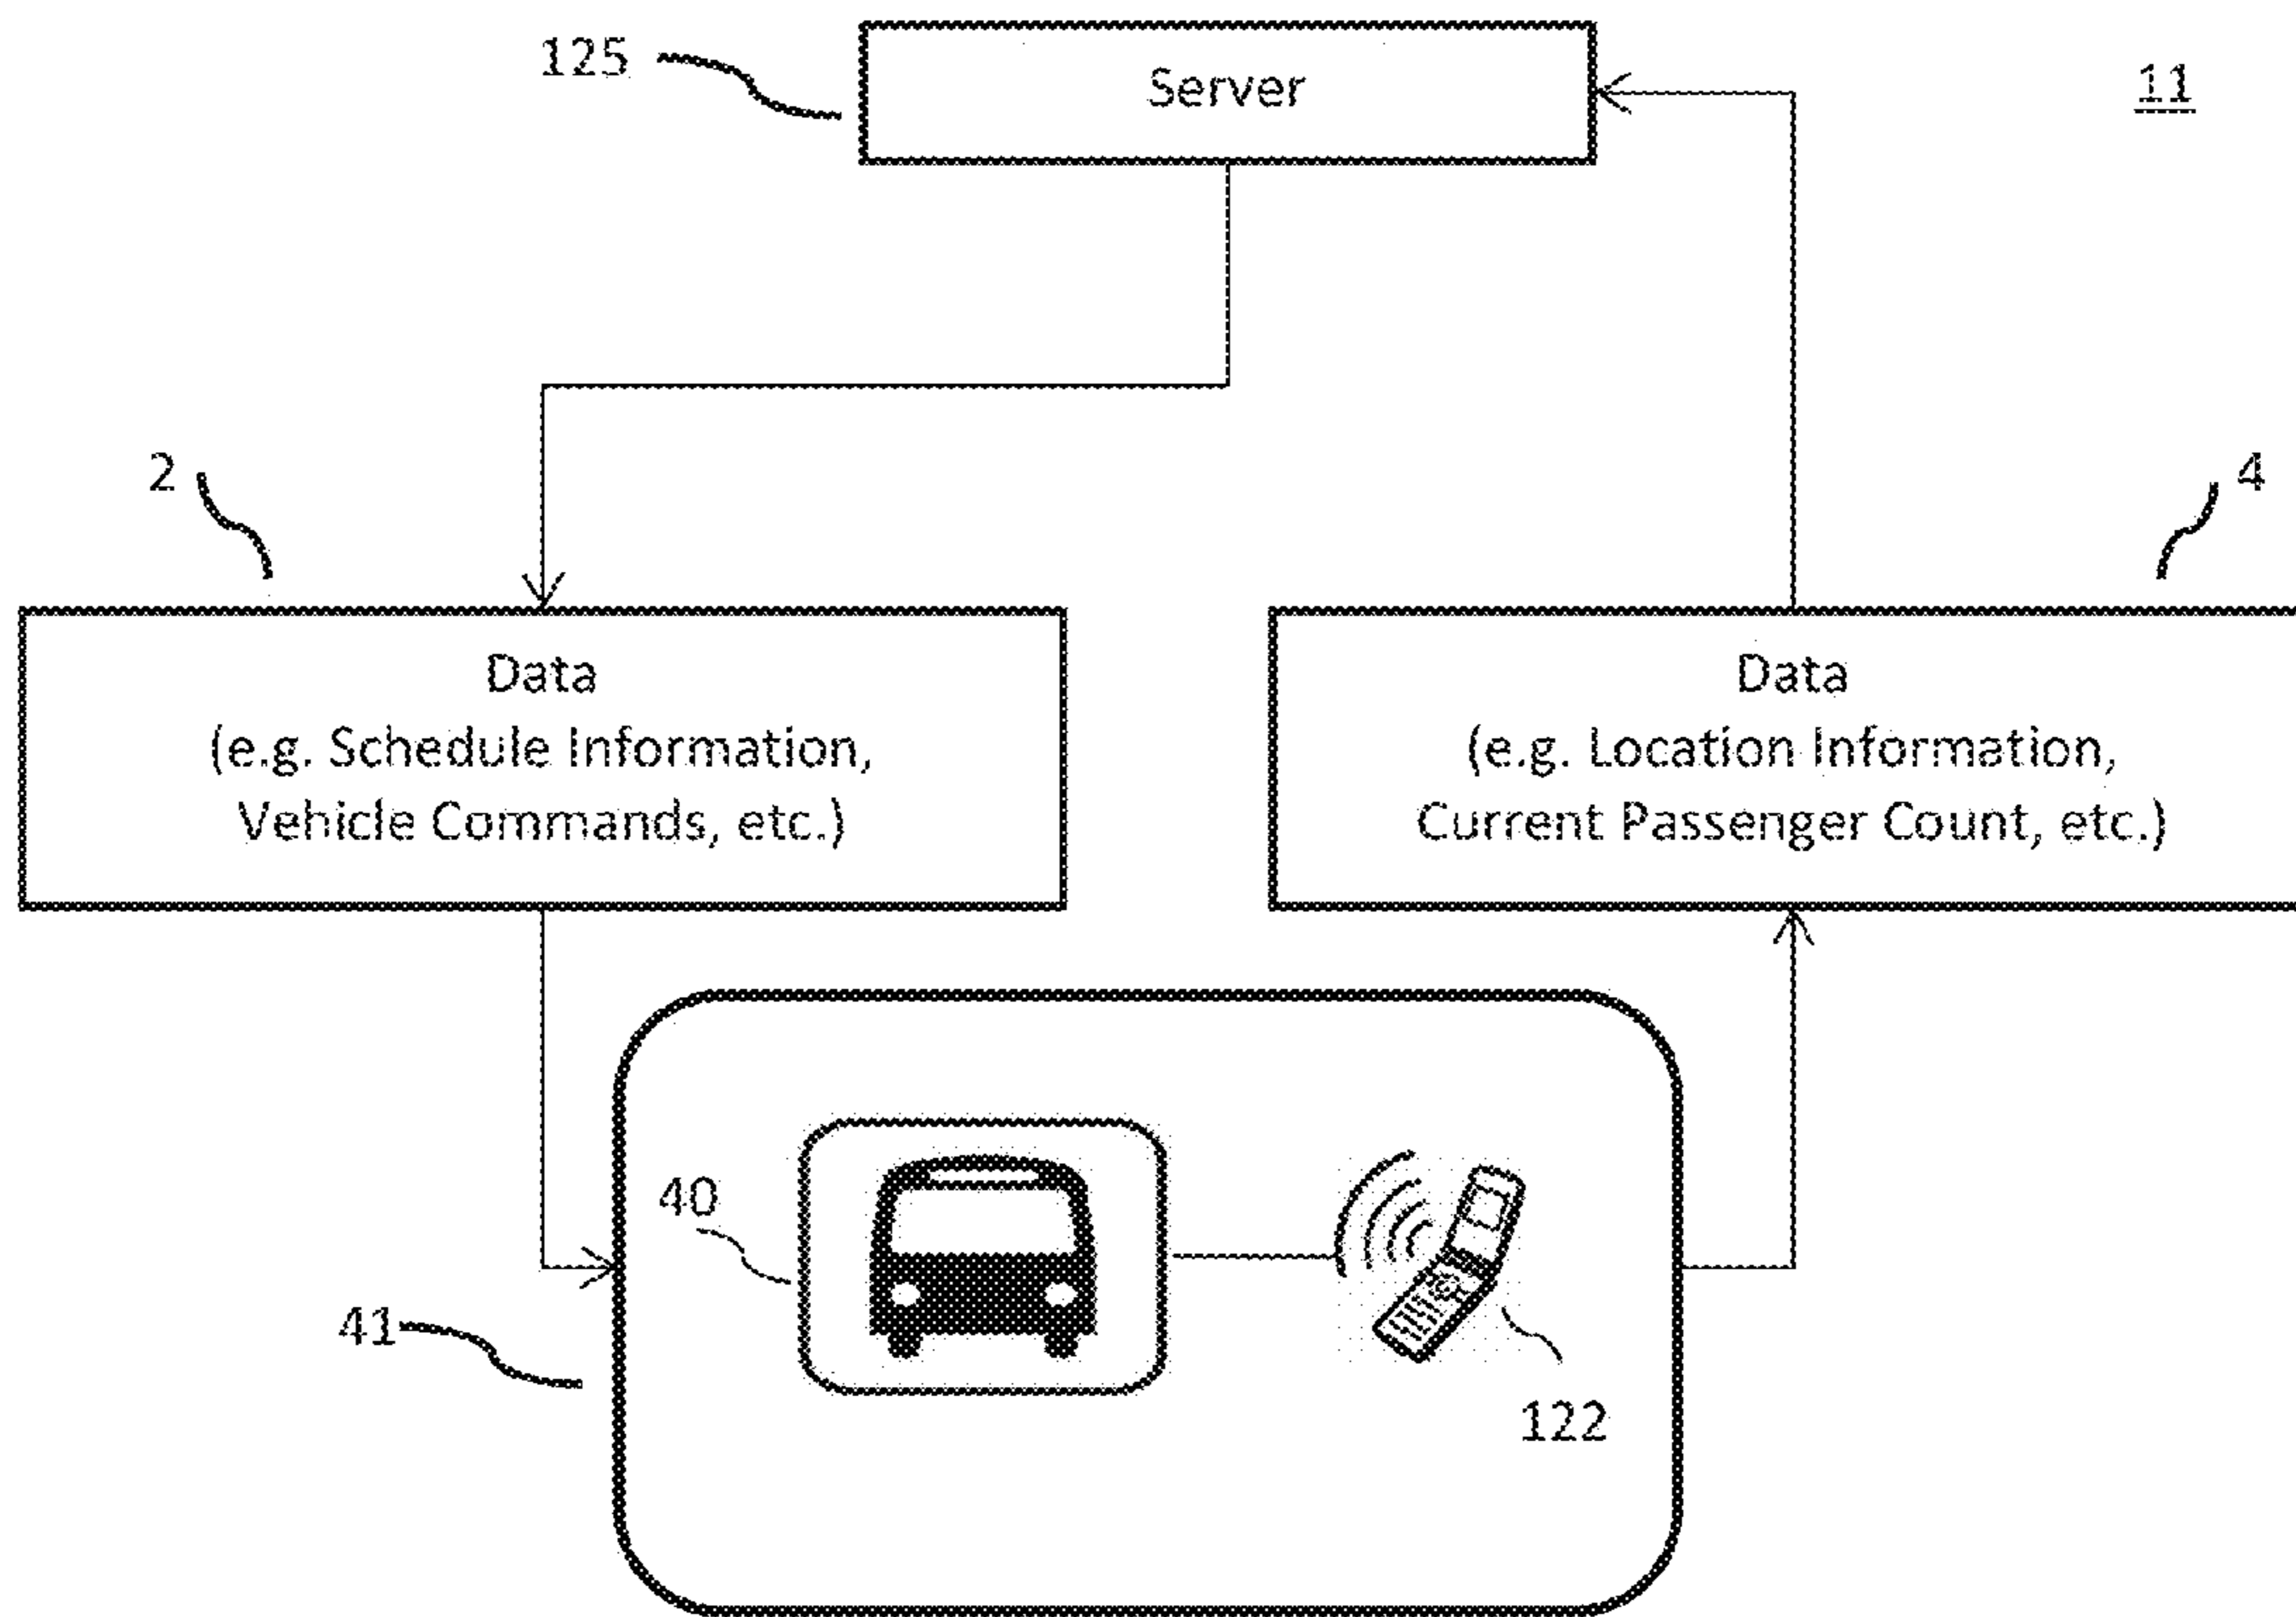 125
Server
11
2
4
Data
(e.g. Schedule Information,
Vehicle Commands, etc.)
Data
(e.g. Location Information,
Current Passenger Count, etc.)
40
41
122